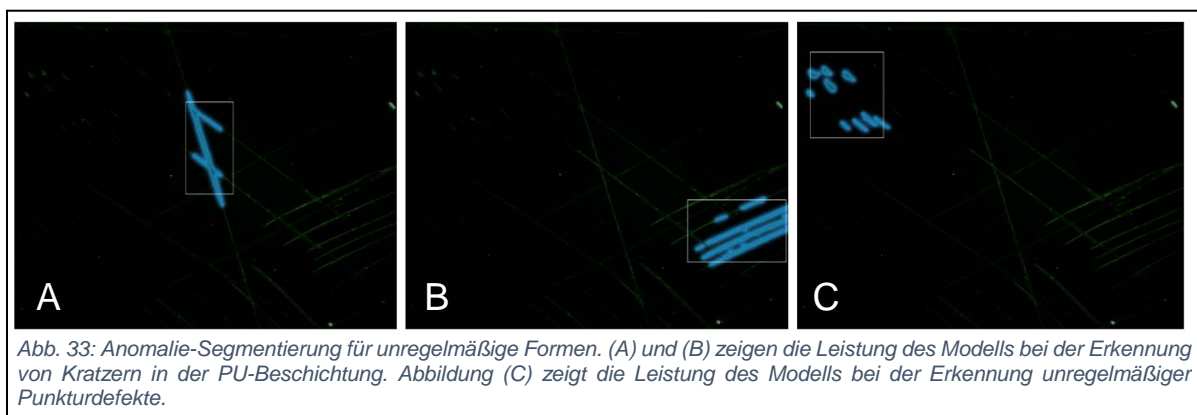 A
B
C
Abb. 33: Anomalie-Segmentierung für unregelmäßige Formen. (A) und (B) zeigen die Leistung des Modells bei der Erkennung
von Kratzern in der PU-Beschichtung. Abbildung (C) zeigt die Leistung des Modells bei der Erkennung unregelmäßiger
Punkturdefekte.